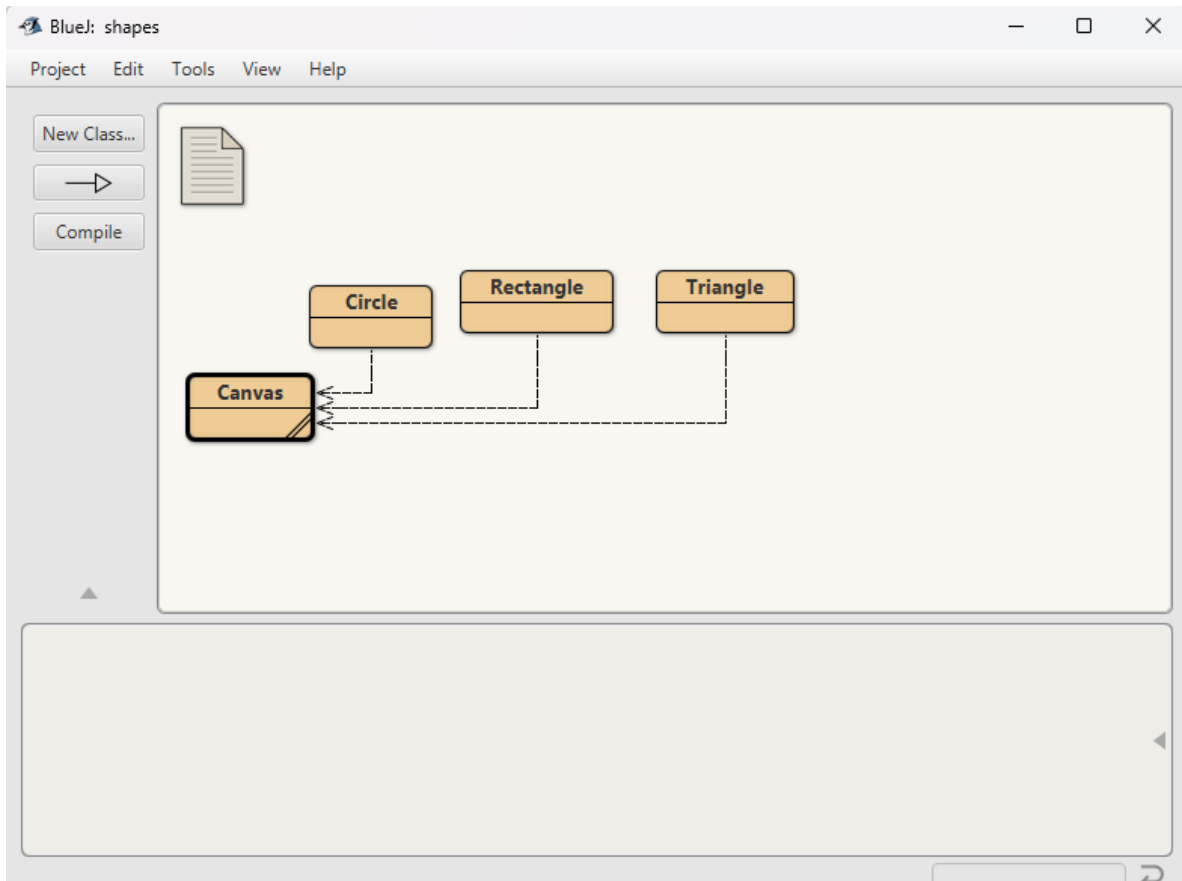 BlueJ: shapes
Project Edit Tools View Help
New Class...
Compile
Circle
Rectangle
Triangle
Canvas